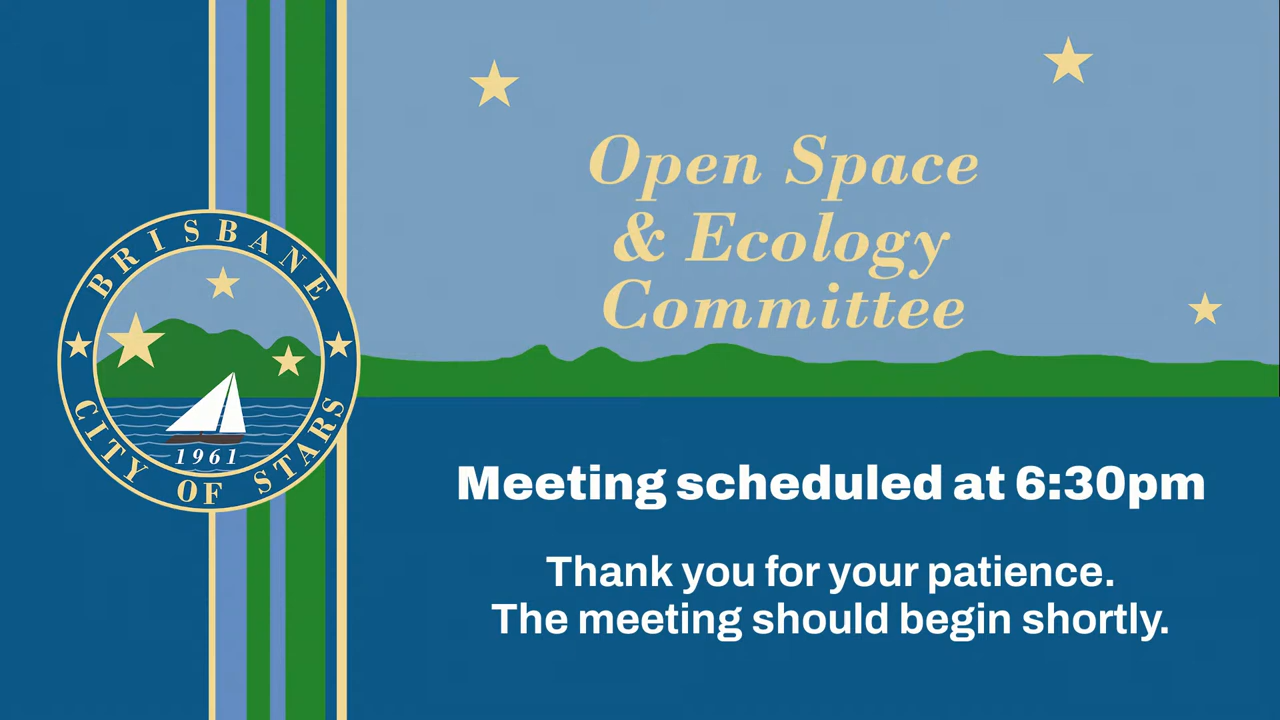 BRISBANE
CITY OF STARS
1961
Open Space
& Ecology
Committee
Meeting scheduled at 6:30pm
Thank you for your patience.
The meeting should begin shortly.